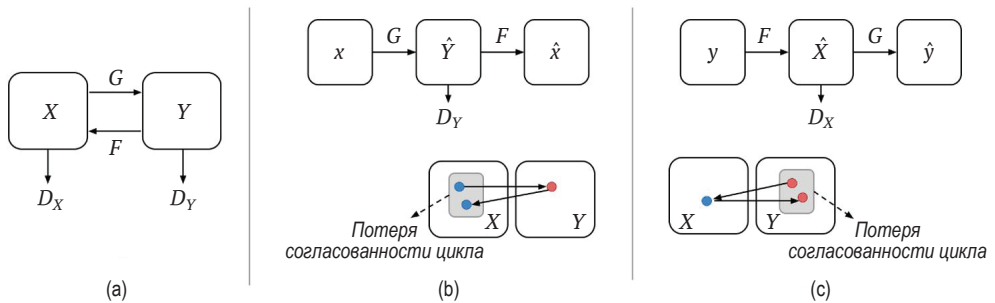 X
G
Y
F
D_X
D_Y
(a)
x
G
Ŷ
F
x̂
D_Y
X
Y
Потеря
согласованности цикла
(b)
y
F
X̂
G
ŷ
D_X
X
Y
Потеря
согласованности цикла
(c)